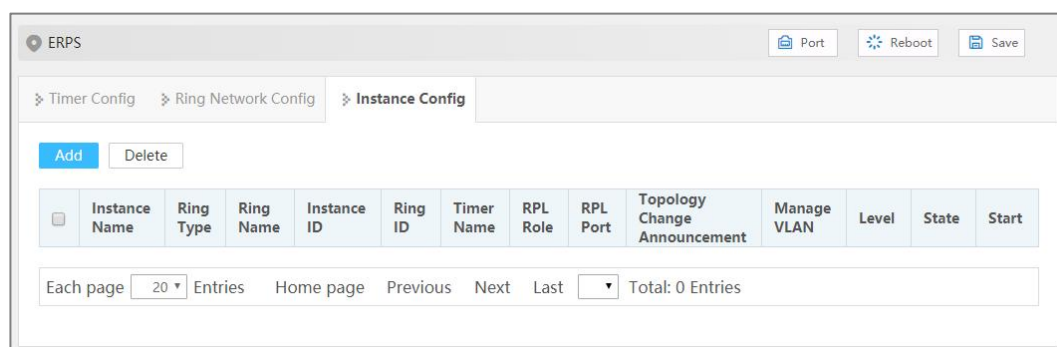 ERPS Port Reboot Save
Timer Config Ring Network Config Instance Config
Add Delete
Instance Name Ring Type Ring Name Instance ID Ring ID Timer Name RPL Role RPL Port Topology Change Announcement Manage VLAN Level State Start
Each page 20 Entries Home page Previous Next Last Total: 0 Entries